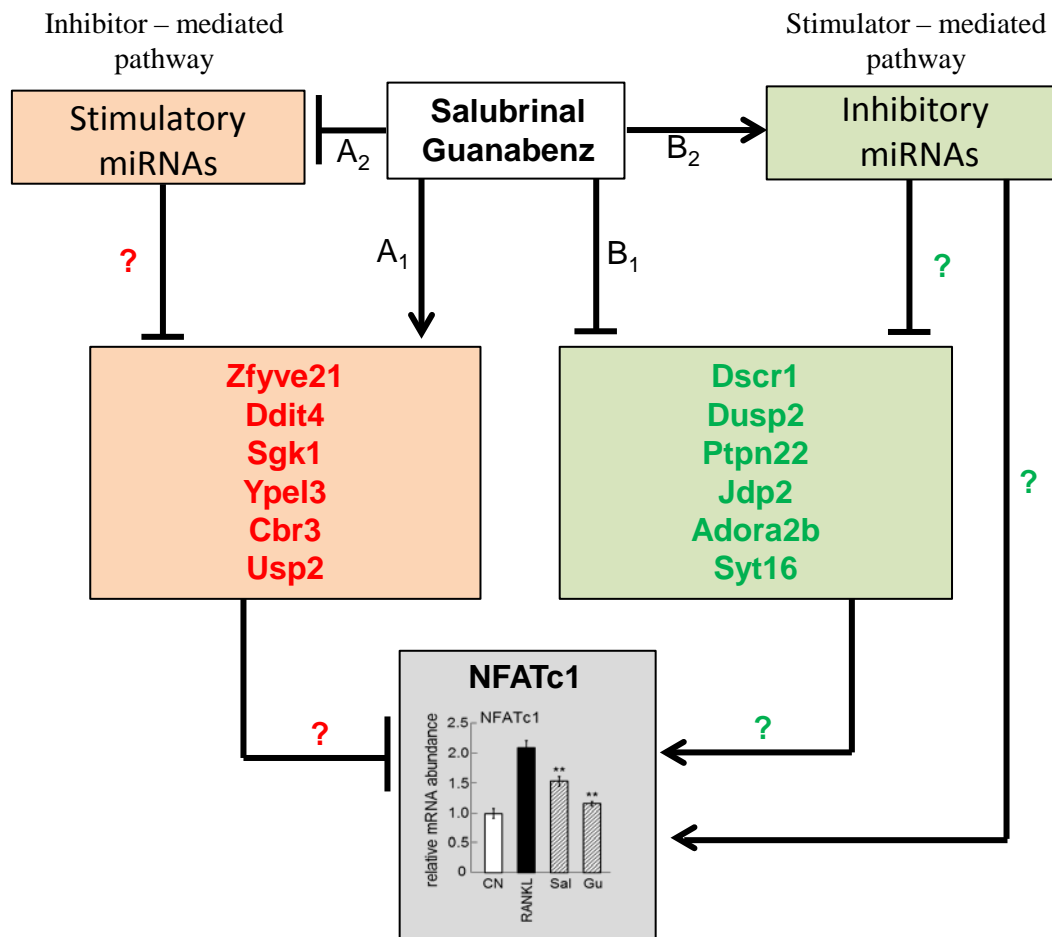 Inhibitor – mediated
pathway
Stimulator – mediated
pathway
Stimulatory
miRNAs
A2
Salubrinal
Guanabenz
B2
Inhibitory
miRNAs
?
A1
B1
?
Zfyve21
Ddit4
Sgk1
Ypel3
Cbr3
Usp2
Dscr1
Dusp2
Ptpn22
Jdp2
Adora2b
Syt16
?
?
?
NFATc1
NFATc1
relative mRNA abundance
2.5
2.0
1.5
1.0
0.5
0
**
**
CN
RANKL
Sal
Gu